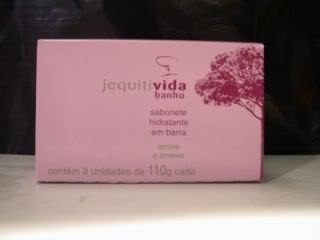 jequitivida
banho
sabonete
hidratante
em barra
amora
e ameixa
contém 3 unidades de 110g cada